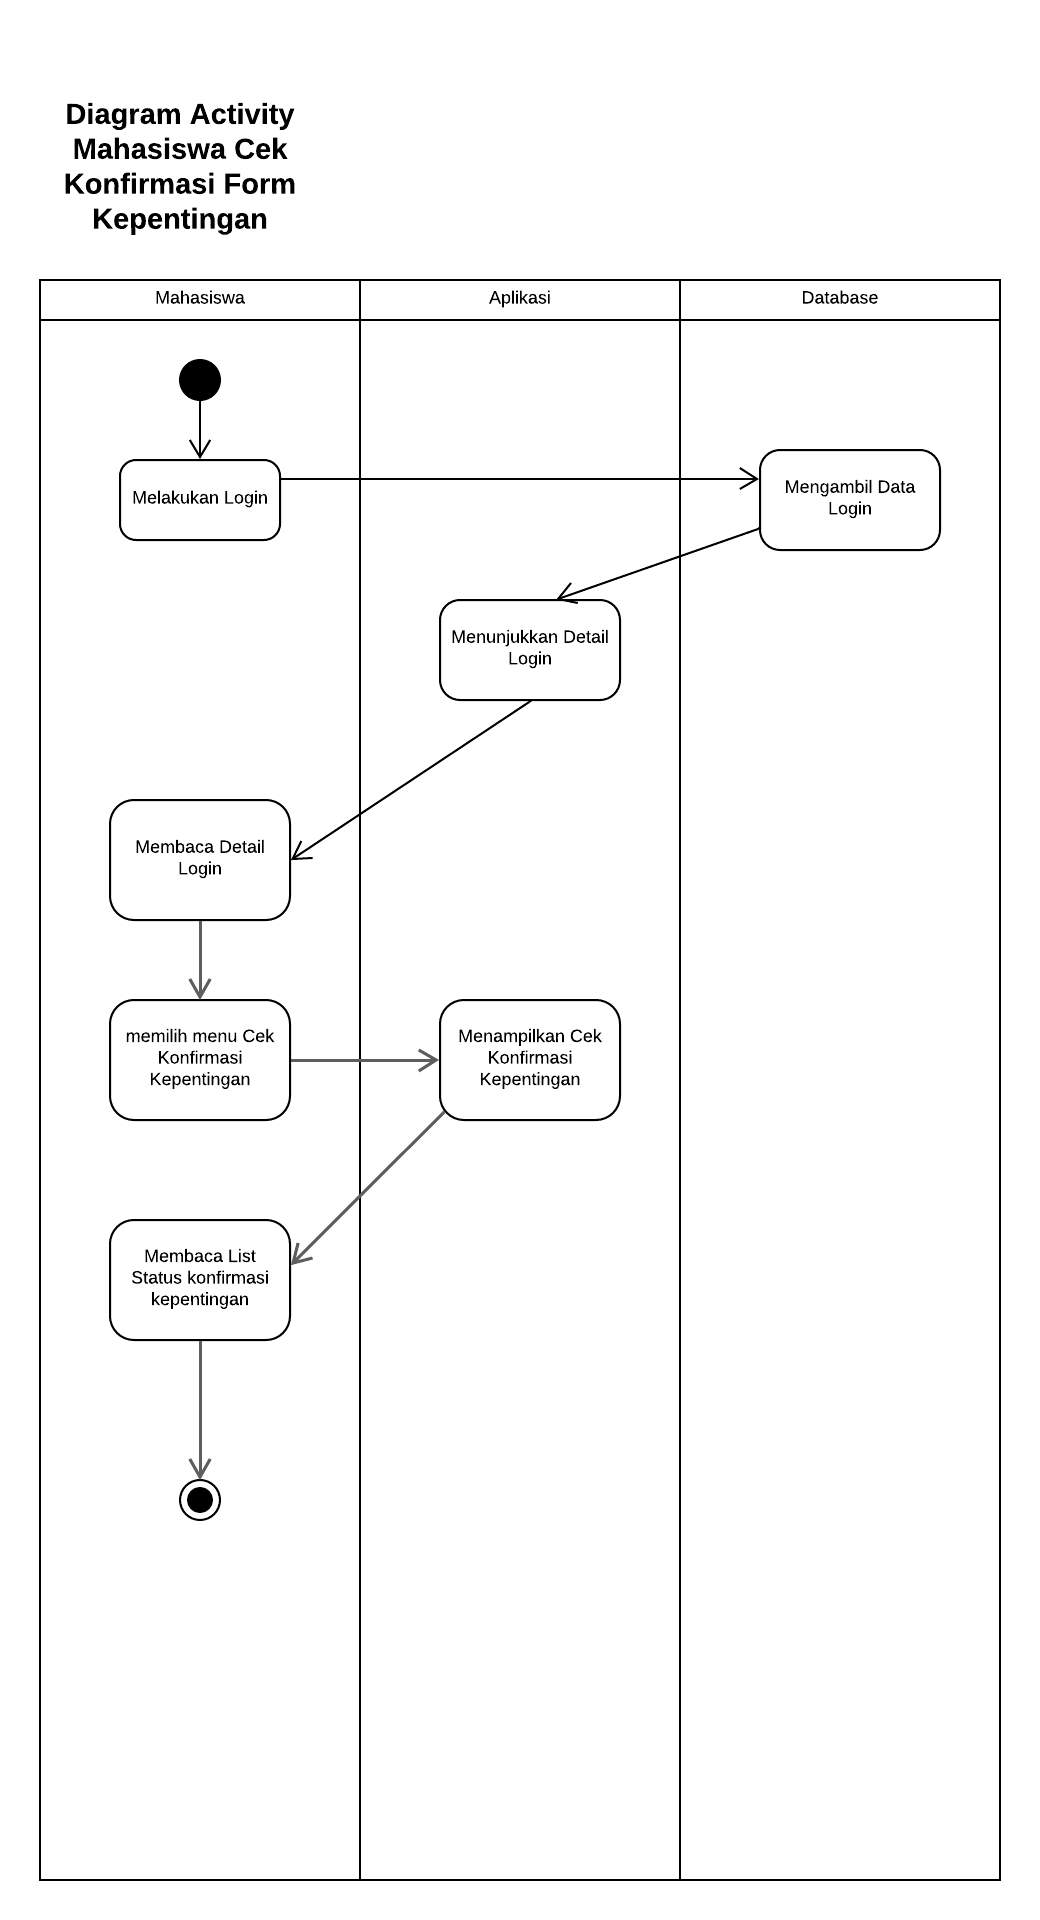 Diagram Activity
Mahasiswa Cek
Konfirmasi Form
Kepentingan
Mahasiswa
Aplikasi
Database
Melakukan Login
Mengambil Data
Login
Menunjukkan Detail
Login
Membaca Detail
Login
memilih menu Cek
Konfirmasi
Kepentingan
Menampilkan Cek
Konfirmasi
Kepentingan
Membaca List
Status konfirmasi
kepentingan